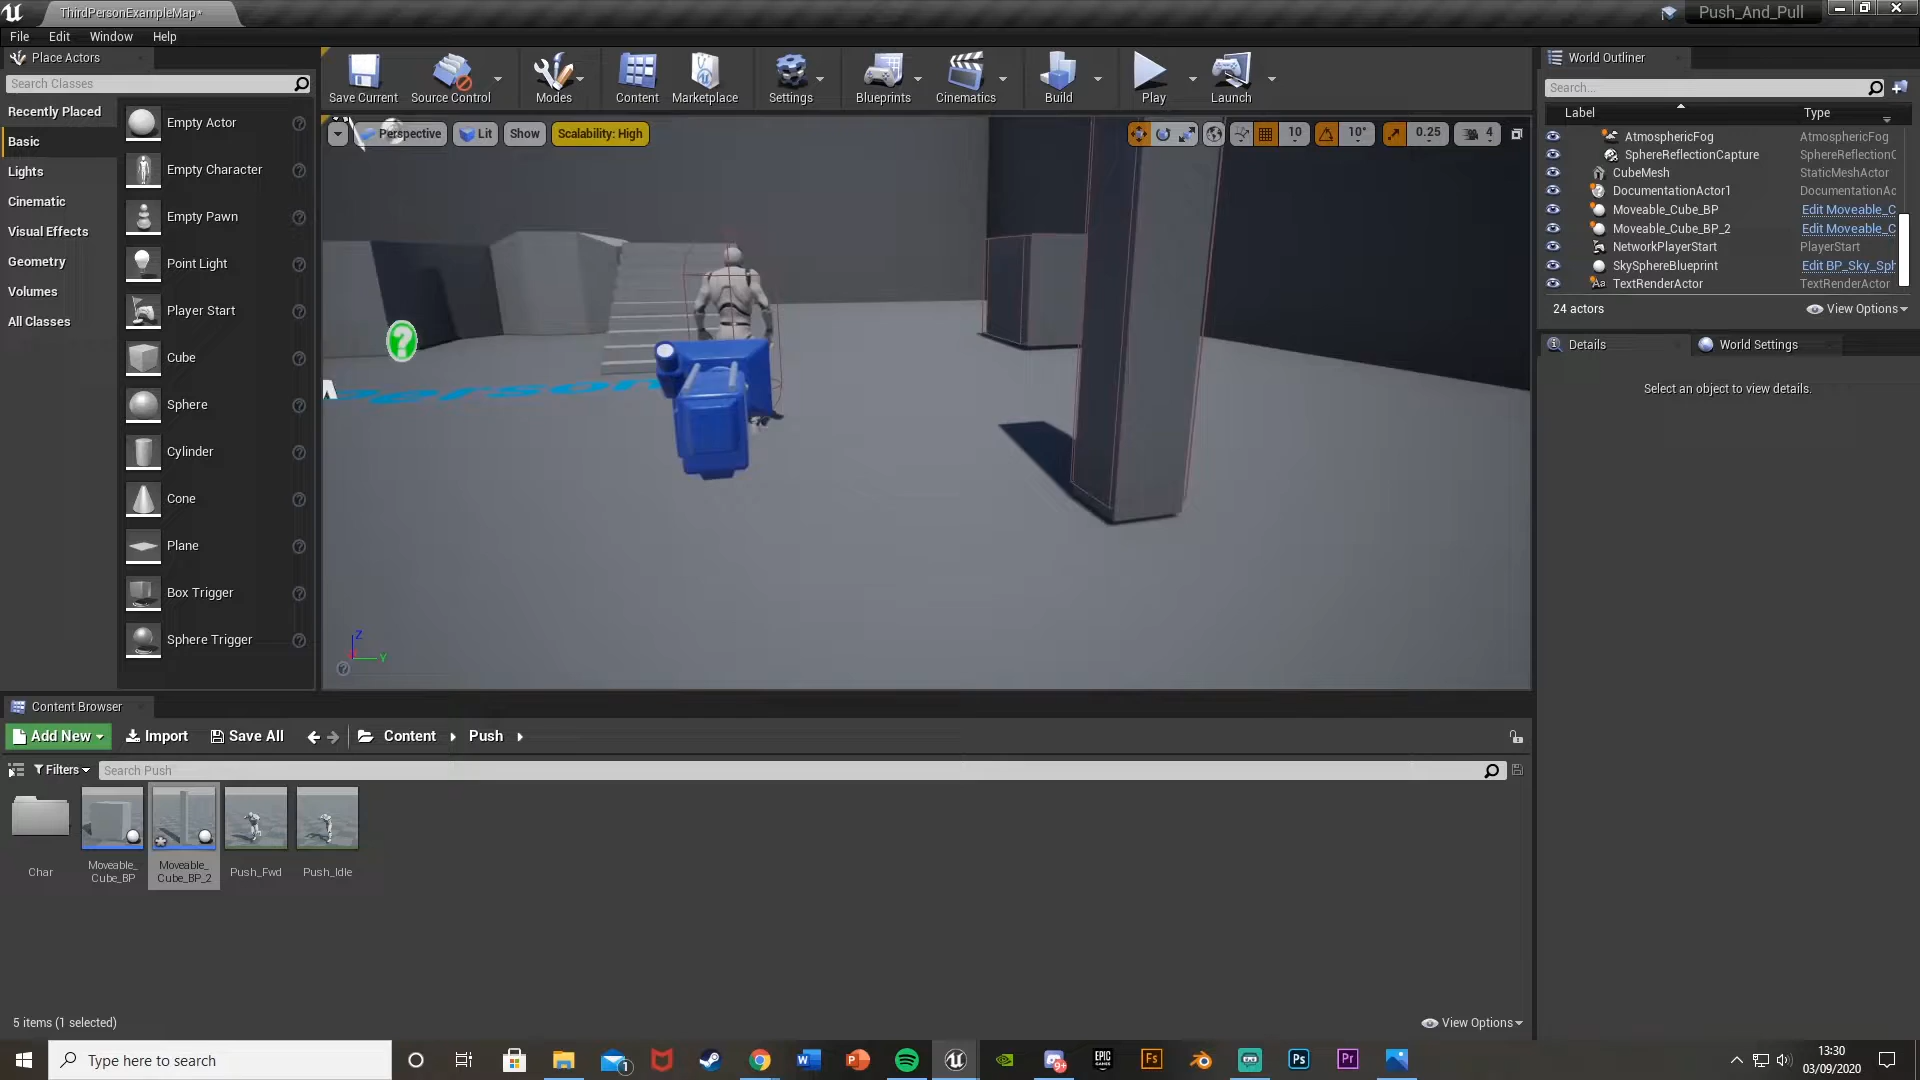 ThirdPersonExampleMap*
Push_And_Pull
File Edit Window Help
Place Actors
Search Classes
Recently Placed
Basic
Lights
Cinematic
Visual Effects
Geometry
Volumes
All Classes
Empty Actor
Empty Character
Empty Pawn
Point Light
Player Start
Cube
Sphere
Cylinder
Cone
Plane
Box Trigger
Sphere Trigger
Save Current
Source Control
Modes
Content
Marketplace
Settings
Blueprints
Cinematics
Build
Play
Launch
Perspective
Lit
Show
Scalability: High
10
10°
0.25
4
Z
Y
World Outliner
Search...
Label
Type
AtmosphericFog AtmosphericFog
SphereReflectionCapture SphereReflectionC
CubeMesh StaticMeshActor
DocumentationActor1 DocumentationAc
Moveable_Cube_BP Edit Moveable_C
Moveable_Cube_BP_2 Edit Moveable_C
NetworkPlayerStart PlayerStart
SkySphereBlueprint Edit BP_Sky_Sph
TextRenderActor TextRenderActor
24 actors
View Options
Details
World Settings
Select an object to view details.
Content Browser
Add New
Import
Save All
Content
Push
Filters
Search Push
Char
Moveable_
Cube_BP
Moveable_
Cube_BP_2
Push_Fwd
Push_Idle
5 items (1 selected)
View Options
Type here to search
13:30
03/09/2020